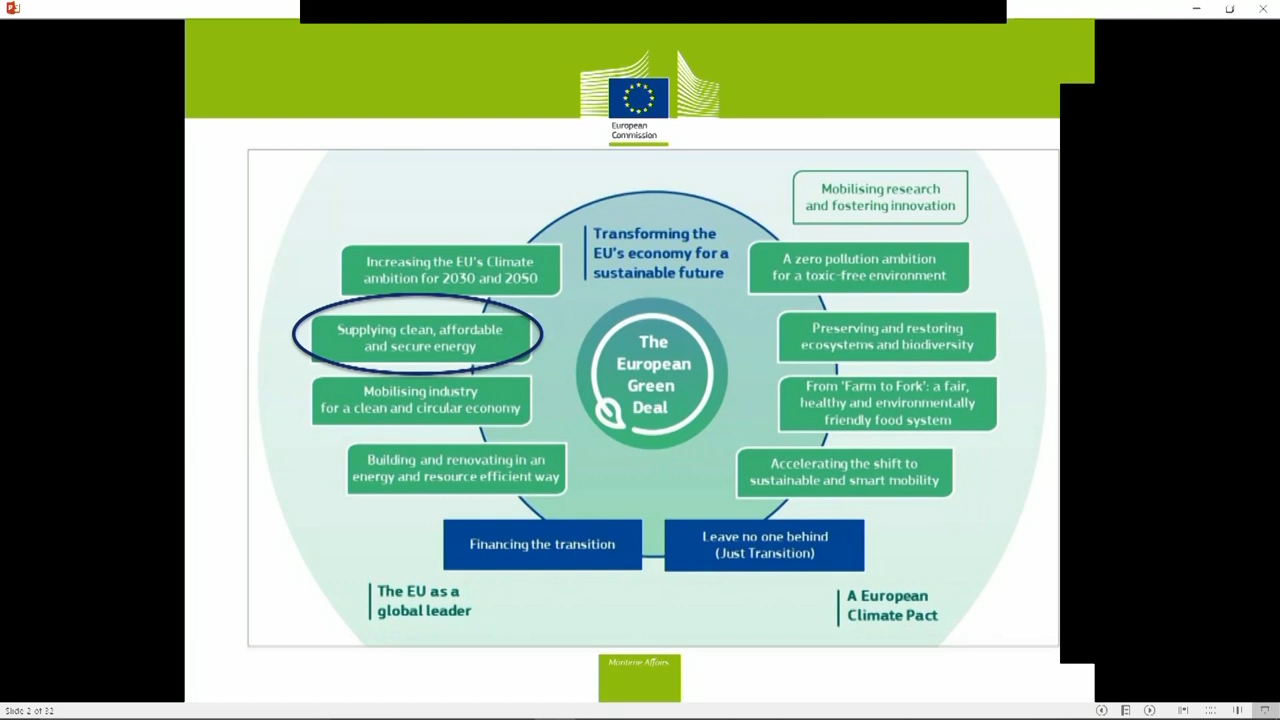 European
Commission
Mobilising research
and fostering innovation
Transforming the
EU's economy for a
sustainable future
Increasing the EU's Climate
ambition for 2030 and 2050
A zero pollution ambition
for a toxic-free environment
Supplying clean, affordable
and secure energy
Preserving and restoring
ecosystems and biodiversity
The
European
Green
Deal
Mobilising industry
for a clean and circular economy
From 'Farm to Fork': a fair,
healthy and environmentally
friendly food system
Building and renovating in an
energy and resource efficient way
Accelerating the shift to
sustainable and smart mobility
Financing the transition
Leave no one behind
(Just Transition)
The EU as a
global leader
A European
Climate Pact
Maritime Affairs
Slide 2 of 32